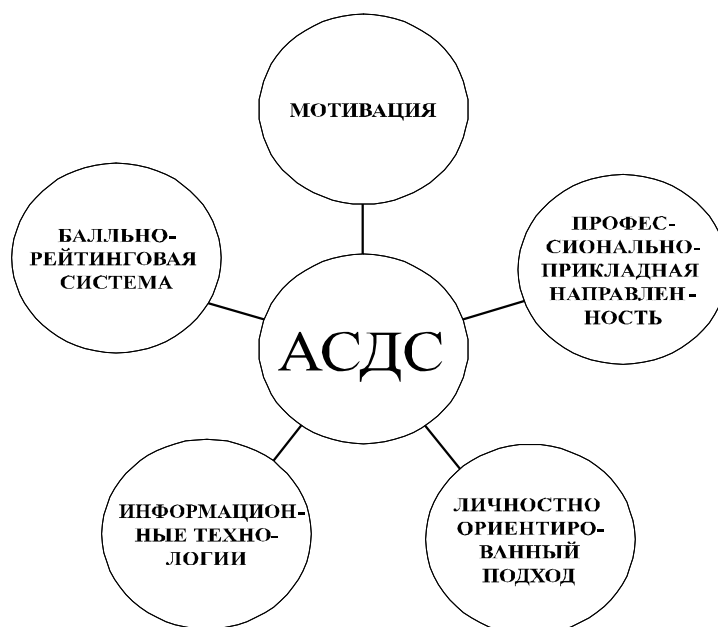 МОТИВАЦИЯ
БАЛЛЬНО-
РЕЙТИНГОВАЯ
СИСТЕМА
ПРОФЕС-
СИОНАЛЬНО-
ПРИКЛАДНАЯ
НАПРАВЛЕН-
НОСТЬ
АСДС
ИНФОРМАЦИОН-
НЫЕ ТЕХНО-
ЛОГИИ
ЛИЧНОСТНО
ОРИЕНТИРО-
ВАННЫЙ
ПОДХОД